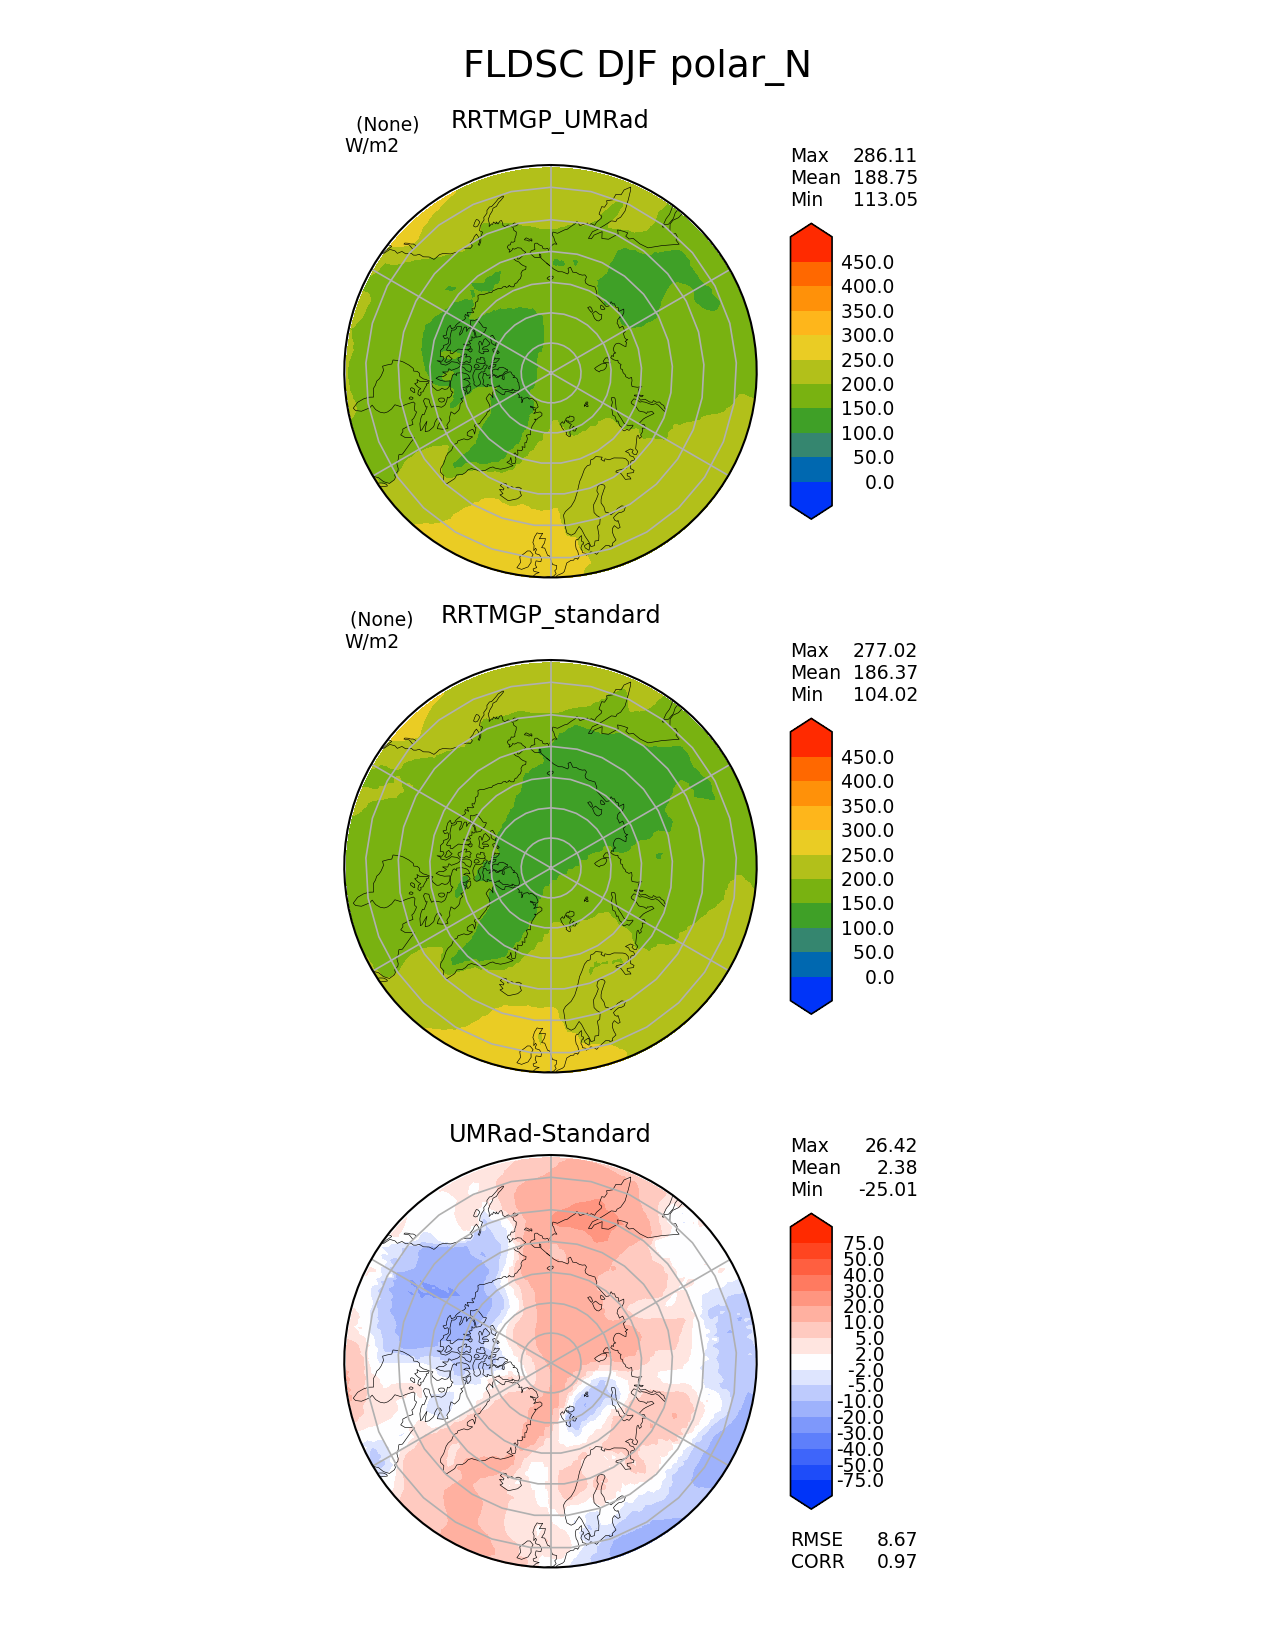 FLDSC DJF polar_N
(None) RRTMGP_UMRad
W/m2
Max 286.11
Mean 188.75
Min 113.05
450.0
400.0
350.0
300.0
250.0
200.0
150.0
100.0
50.0
0.0
(None) RRTMGP_standard
W/m2
Max 277.02
Mean 186.37
Min 104.02
450.0
400.0
350.0
300.0
250.0
200.0
150.0
100.0
50.0
0.0
UMRad-Standard
Max 26.42
Mean 2.38
Min -25.01
75.0
50.0
40.0
30.0
20.0
10.0
5.0
2.0
-2.0
-5.0
-10.0
-20.0
-30.0
-40.0
-50.0
-75.0
RMSE 8.67
CORR 0.97